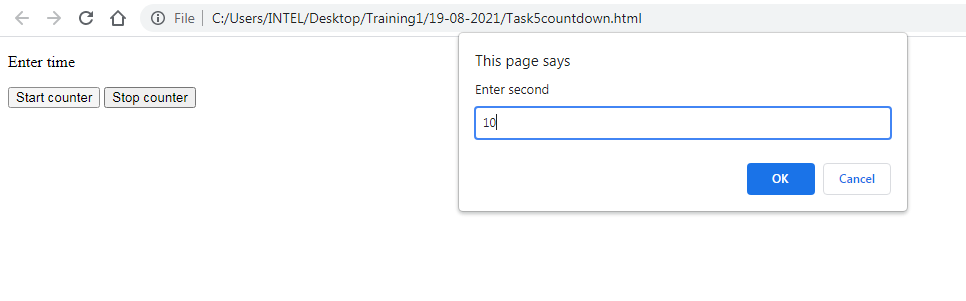 File C:/Users/INTEL/Desktop/Training1/19-08-2021/Task5countdown.html
Enter time
Start counter Stop counter
This page says
Enter second
10
OK Cancel